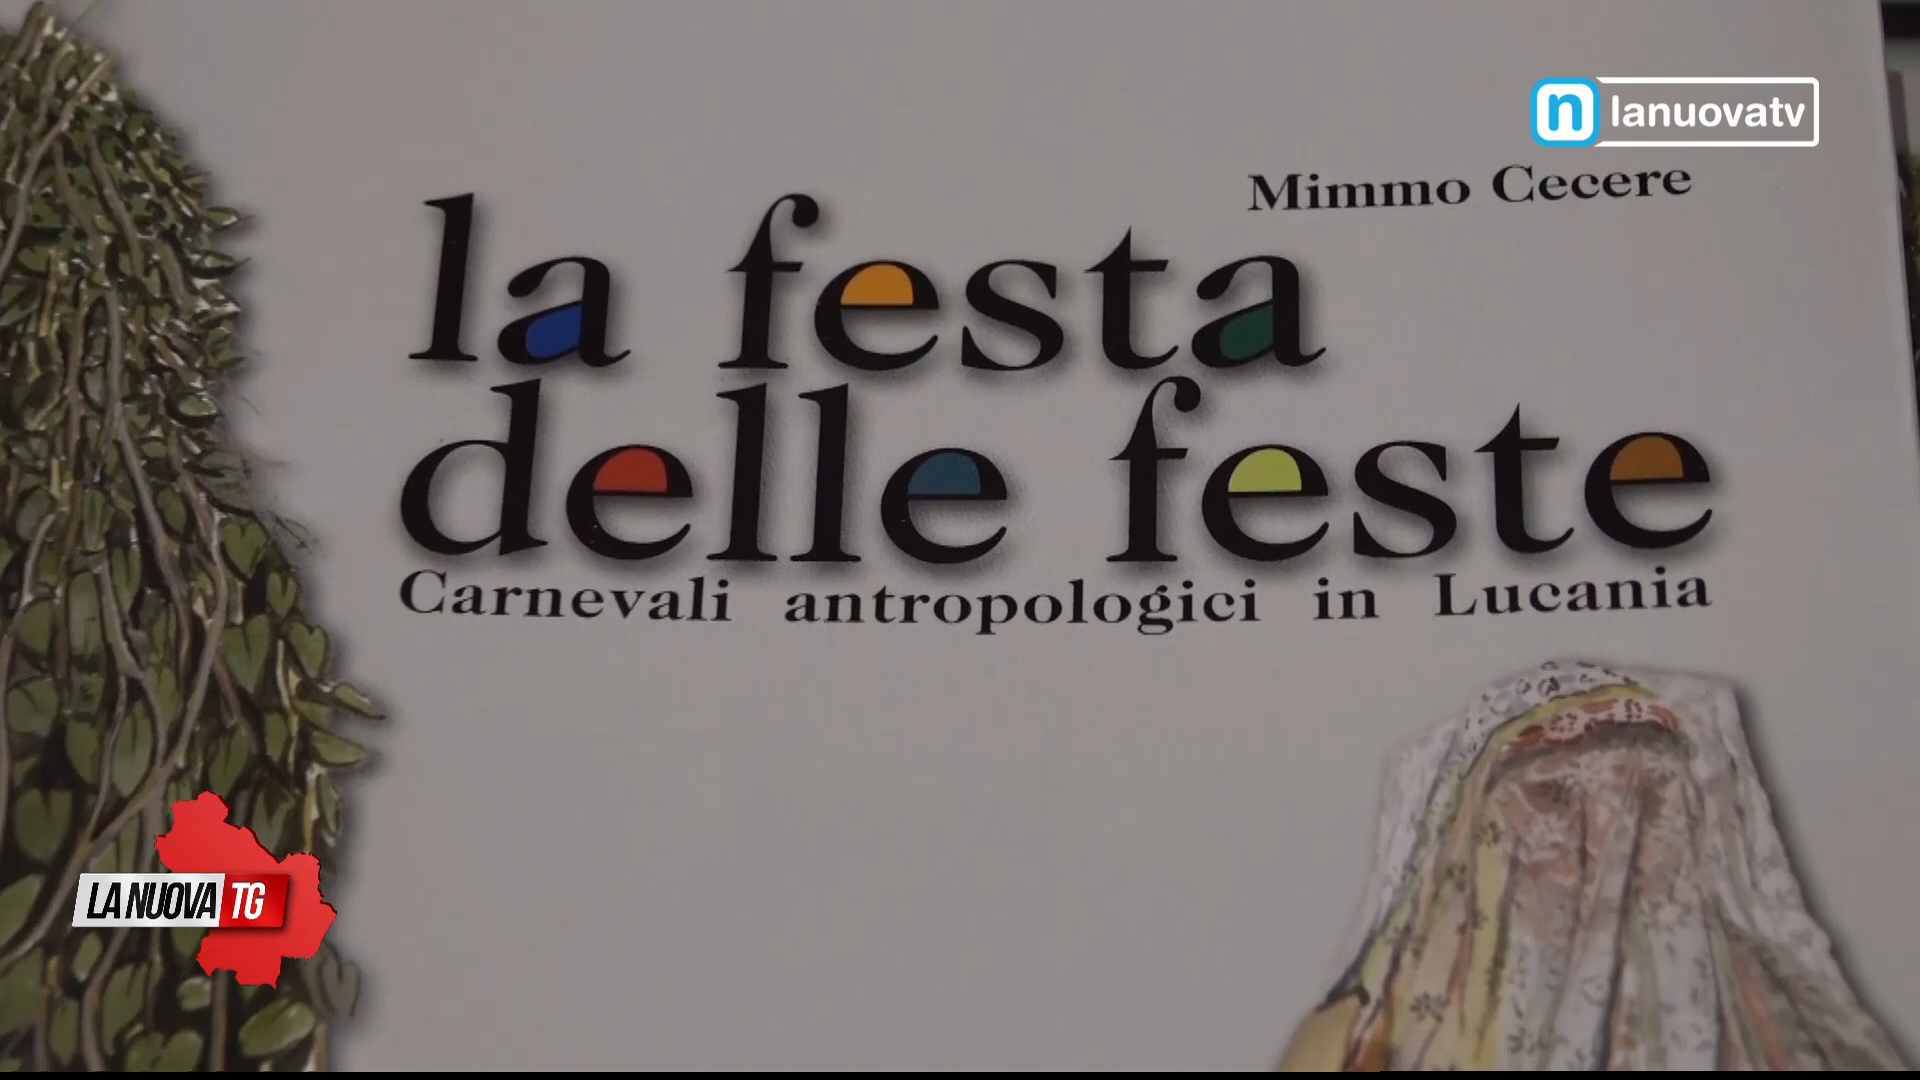 lanuovatv
Mimmo Cecere
la festa
delle feste
Carnevali antropologici in Lucania
LA NUOVA TG